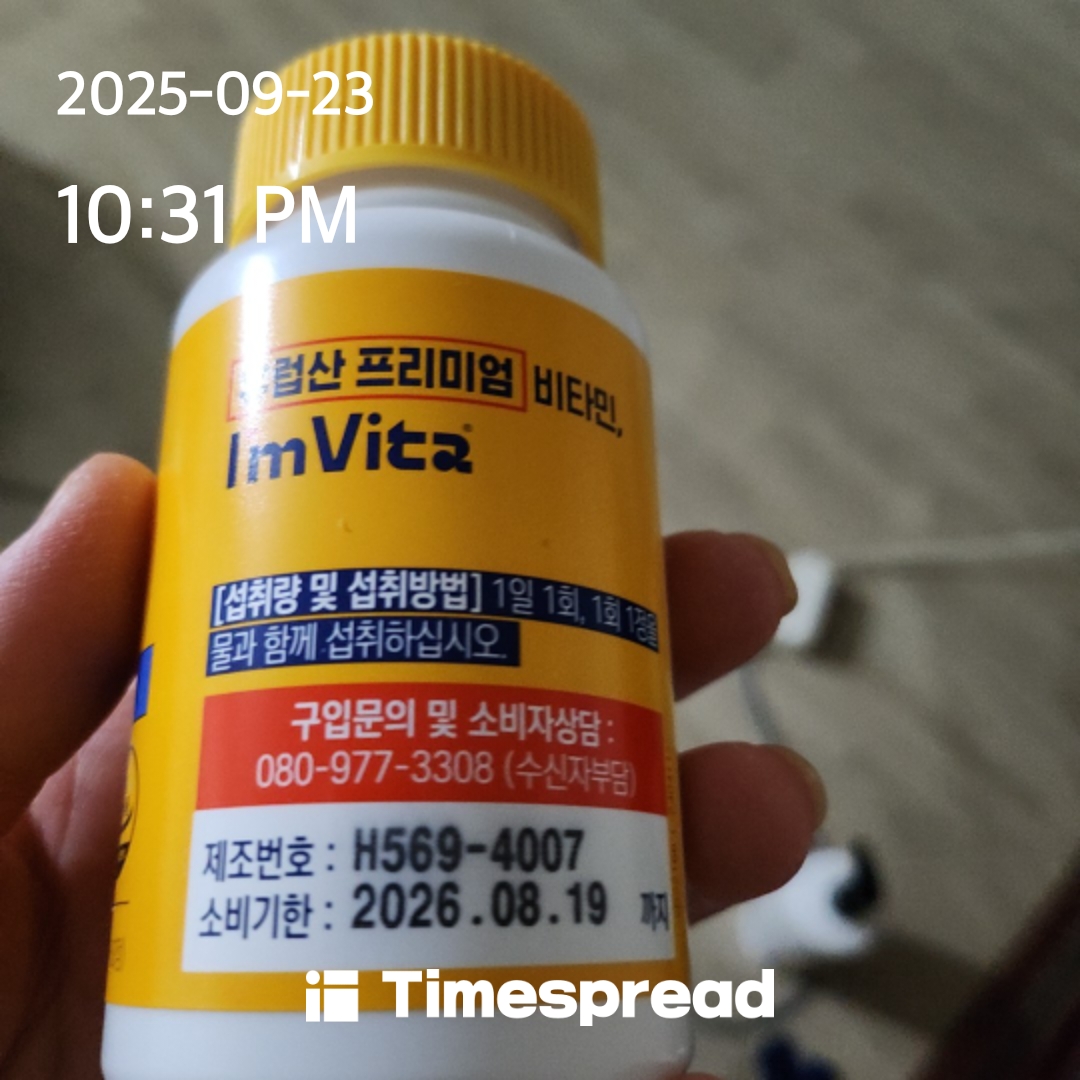 2025-09-23
10:31 PM
프리미엄 비타민,
ImVita
[섭취량 및 섭취방법] 1일 1회, 1회 1정을
물과 함께 섭취하십시오.
구입문의 및 소비자상담 :
080-977-3308 (수신자부담)
제조번호 : H569-4007
소비기한 : 2026.08.19 까지
Timespread